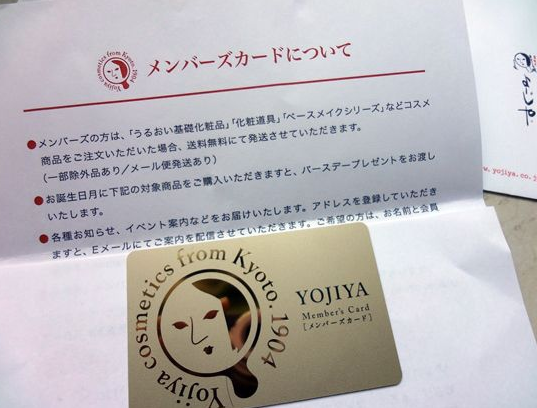 Yojiya cosmetics from Kyoto. 1904
メンバーズカードについて
●メンバーズの方は、「うるおい基礎化粧品」「化粧道具」「ベースメイクシリーズ」などコスメ
商品をご注文いただいた場合、送料無料にて発送させていただきます。
(一部除外品あり/メール便発送あり)
●お誕生日月に下記の対象商品をご購入いただきますと、バースデープレゼントをお渡し
いたします。
●各種お知らせ、イベント案内などをお届けいたします。アドレスを登録していただき
ますと、Eメールにてご案内を配信させていただきます。ご希望の方は、お名前と会員
www.yojiya.co.j
Yojiya cosmetics from Kyoto. 1904
YOJIYA
Member's Card
[メンバーズカード]